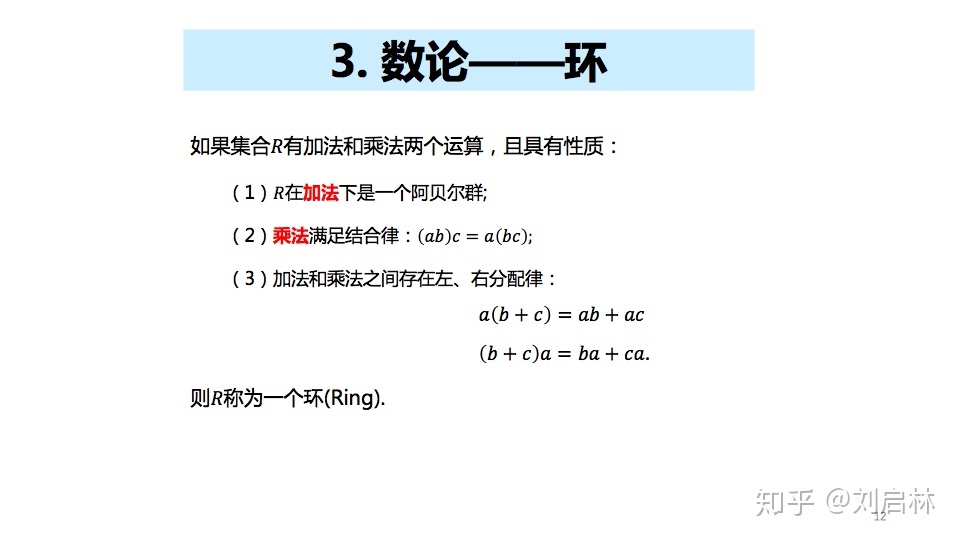 3. 数论——环
如果集合R有加法和乘法两个运算，且具有性质：
（1）R在加法下是一个阿贝尔群;
（2）乘法满足结合律：(ab)c = a(bc);
（3）加法和乘法之间存在左、右分配律：
a(b + c) = ab + ac
(b + c)a = ba + ca.
则R称为一个环(Ring).
知乎 @刘启林
12